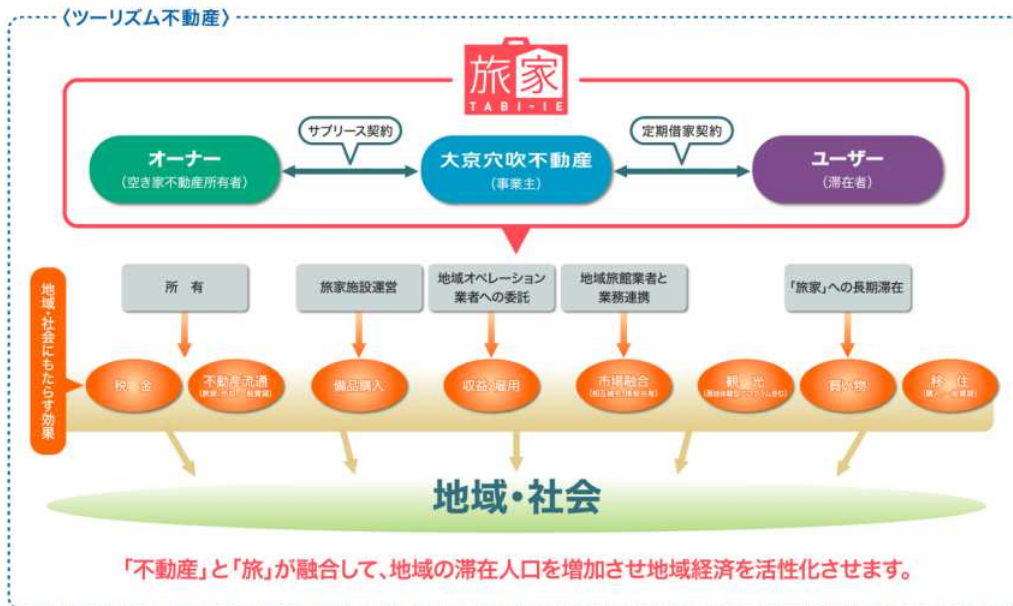 〈ツーリズム不動産〉
旅家
TABI-IE
サブリース契約
定期借家契約
オーナー
(空き家不動産所有者)
大京穴吹不動産
(事業主)
ユーザー
(滞在者)
地域・社会にもたらす効果
所有
旅家施設運営
地域オペレーション
業者への委託
地域旅館業者と
業務連携
「旅家」への長期滞在
税金
不動産流通
備品購入
収益・雇用
市場融合
観光
買い物
移住
地域・社会
「不動産」と「旅」が融合して、地域の滞在人口を増加させ地域経済を活性化させます。